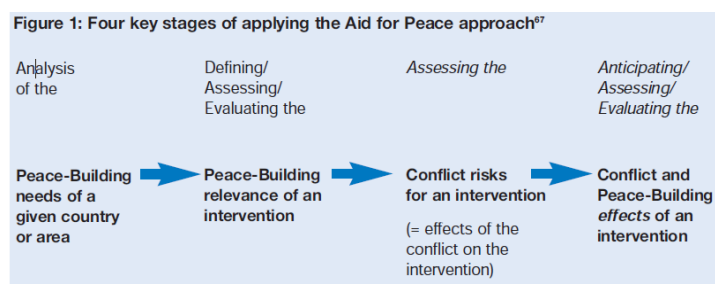 Figure 1: Four key stages of applying the Aid for Peace approach67
Analysis
of the
Defining/
Assessing/
Evaluating the
Assessing the
Anticipating/
Assessing/
Evaluating the
Peace-Building
needs of a
given country
or area
Peace-Building
relevance of an
intervention
Conflict risks
for an intervention
(= effects of the
conflict on the
intervention)
Conflict and
Peace-Building
effects of an
intervention